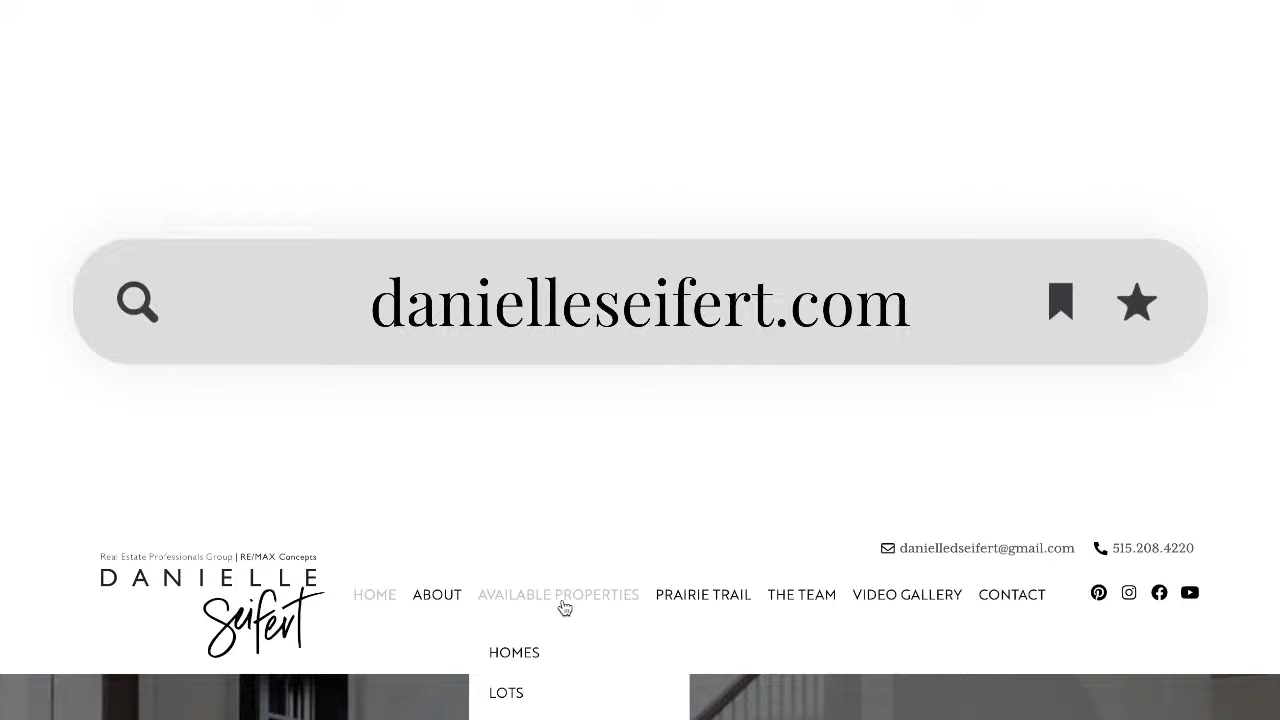 danielleseifert.com
danielledseifert@gmail.com 515.208.4220
Real Estate Professionals Group | RE/MAX Concepts
DANIELLE
Seifert
HOME ABOUT AVAILABLE PROPERTIES PRAIRIE TRAIL THE TEAM VIDEO GALLERY CONTACT
HOMES
LOTS